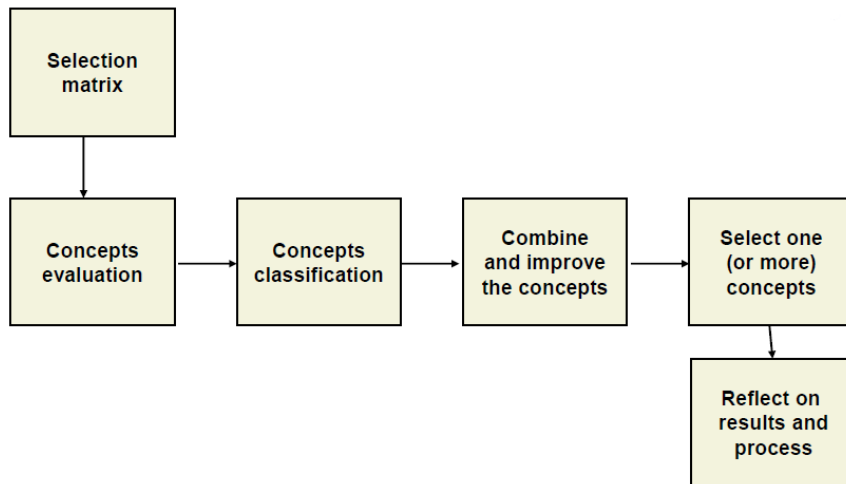 Selection
matrix
Concepts
evaluation
Concepts
classification
Combine
and improve
the concepts
Select one
(or more)
concepts
Reflect on
results and
process